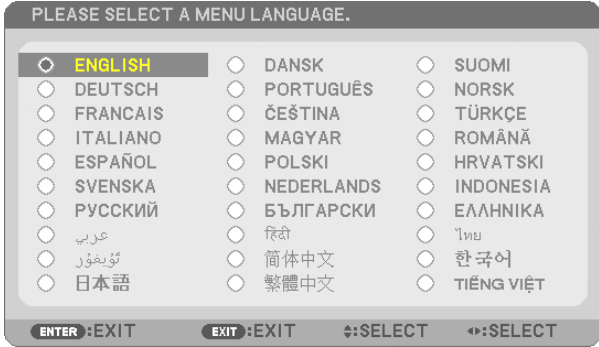 PLEASE SELECT A MENU LANGUAGE.
ENGLISH DANSK SUOMI
DEUTSCH PORTUGUÊS NORSK
FRANCAIS ČEŠTINA TÜRKÇE
ITALIANO MAGYAR ROMÂNĂ
ESPAÑOL POLSKI HRVATSKI
SVENSKA NEDERLANDS INDONESIA
РУССКИЙ БЪЛГАРСКИ ΕΛΛΗΝΙΚΑ
عربي हिंदी ไทย
ئۇيغۇر 简体中文 한국어
日本語 繁體中文 TIẾNG VIỆT
ENTER :EXIT EXIT :EXIT :SELECT :SELECT